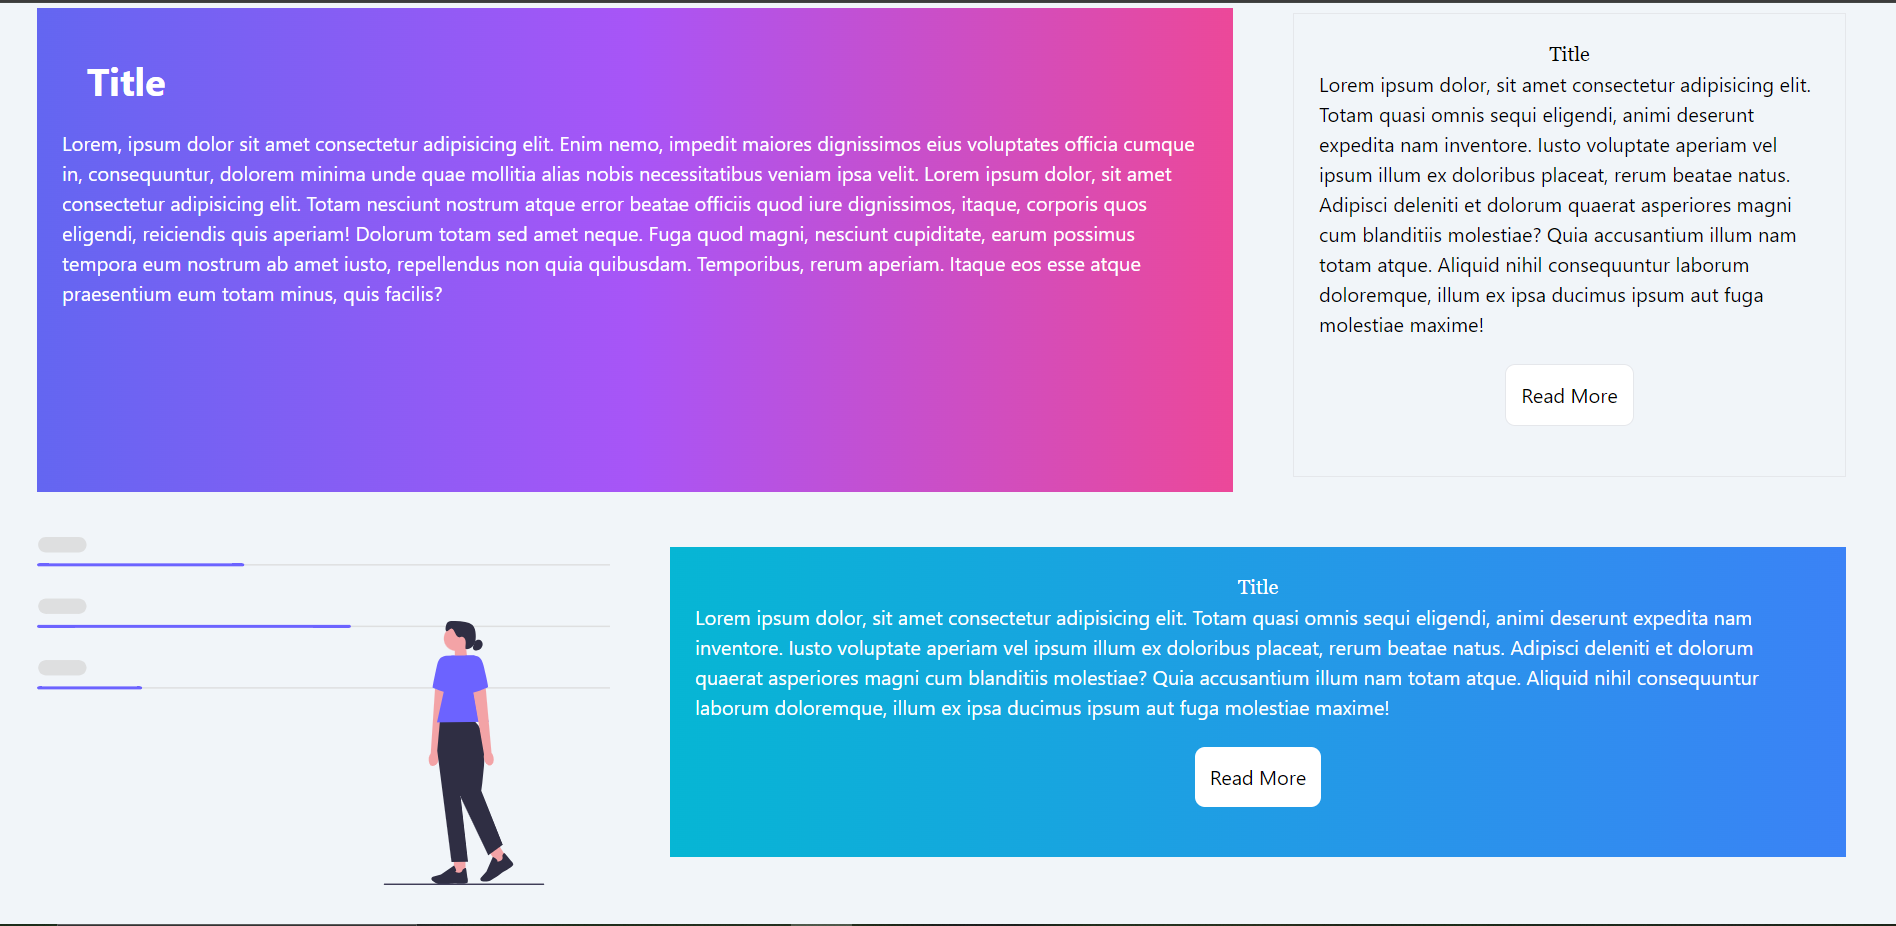 Title
Lorem, ipsum dolor sit amet consectetur adipisicing elit. Enim nemo, impedit maiores dignissimos eius voluptates officia cumque
in, consequuntur, dolorem minima unde quae mollitia alias nobis necessitatibus veniam ipsa velit. Lorem ipsum dolor, sit amet
consectetur adipisicing elit. Totam nesciunt nostrum atque error beatae officiis quod iure dignissimos, itaque, corporis quos
eligendi, reiciendis quis aperiam! Dolorum totam sed amet neque. Fuga quod magni, nesciunt cupiditate, earum possimus
tempora eum nostrum ab amet iusto, repellendus non quia quibusdam. Temporibus, rerum aperiam. Itaque eos esse atque
praesentium eum totam minus, quis facilis?
Title
Lorem ipsum dolor, sit amet consectetur adipisicing elit.
Totam quasi omnis sequi eligendi, animi deserunt
expedita nam inventore. Iusto voluptate aperiam vel
ipsum illum ex doloribus placeat, rerum beatae natus.
Adipisci deleniti et dolorum quaerat asperiores magni
cum blanditiis molestiae? Quia accusantium illum nam
totam atque. Aliquid nihil consequuntur laborum
doloremque, illum ex ipsa ducimus ipsum aut fuga
molestiae maxime!
Read More
Title
Lorem ipsum dolor, sit amet consectetur adipisicing elit. Totam quasi omnis sequi eligendi, animi deserunt expedita nam
inventore. Iusto voluptate aperiam vel ipsum illum ex doloribus placeat, rerum beatae natus. Adipisci deleniti et dolorum
quaerat asperiores magni cum blanditiis molestiae? Quia accusantium illum nam totam atque. Aliquid nihil consequuntur
laborum doloremque, illum ex ipsa ducimus ipsum aut fuga molestiae maxime!
Read More